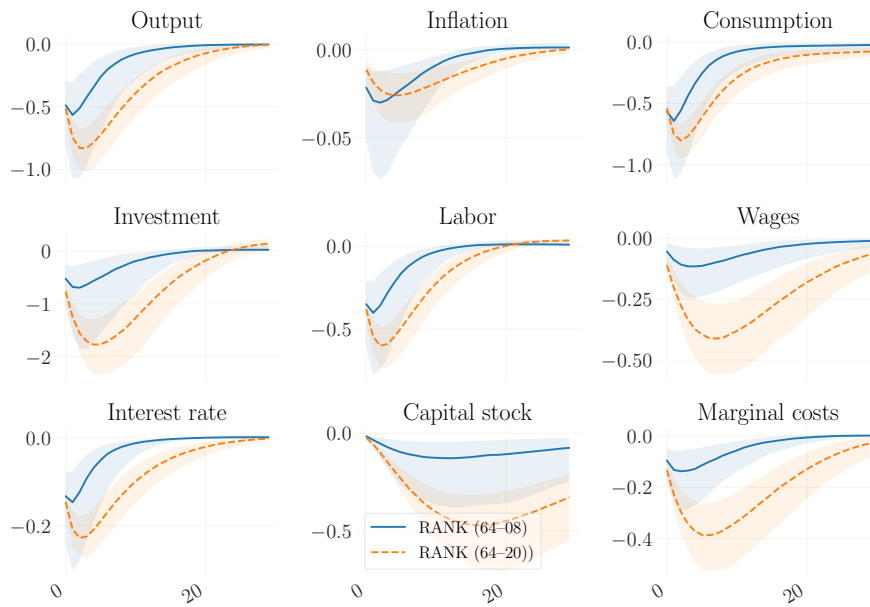 Output
Inflation
Consumption
0.0
−0.5
−1.0
0.00
−0.05
0.0
−0.5
−1.0
Investment
Labor
Wages
0
−1
−2
0.0
−0.5
0.00
−0.25
−0.50
Interest rate
Capital stock
Marginal costs
0.0
−0.2
0.0
−0.5
0.0
−0.2
−0.4
RANK (64–08)
RANK (64–20))
0
20
0
20
0
20